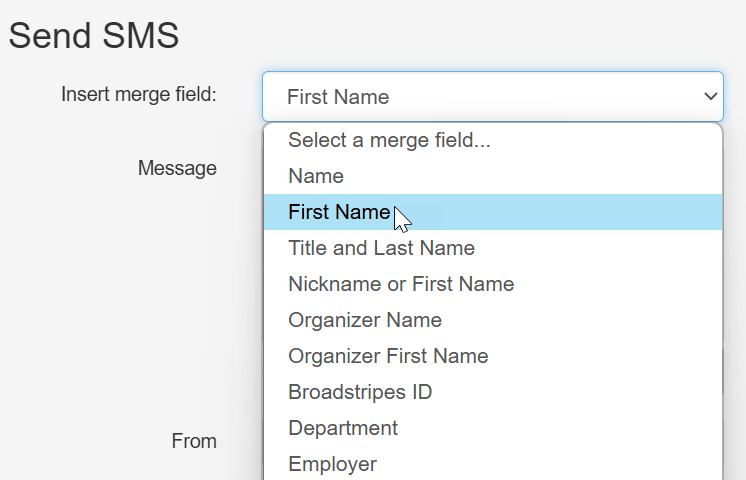 Send SMS
Insert merge field:
First Name
Select a merge field...
Message
Name
First Name
Title and Last Name
Nickname or First Name
Organizer Name
Organizer First Name
Broadstripes ID
Department
From
Employer